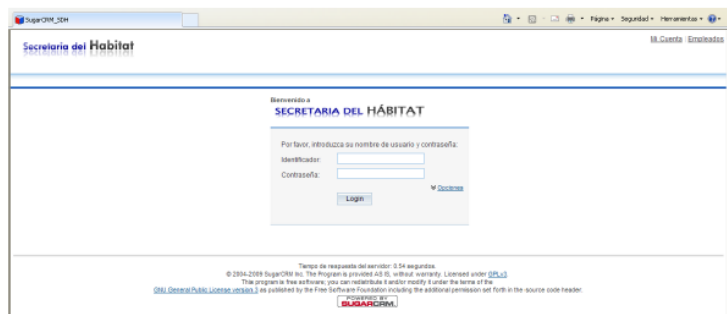 SugarCRM_SDH
Página Seguridad Herramientas
Secretaria del Habitat
Mi Cuenta Empleados
Bienvenido a
SECRETARIA DEL HÁBITAT
Por favor, introduzca su nombre de usuario y contraseña:
Identificador:
Contraseña:
Opciones
Login
Tiempo de respuesta del servidor: 0.54 segundos.
© 2004-2009 SugarCRM Inc. The Program is provided AS IS, without warranty. Licensed under GPLv3.
This program is free software; you can redistribute it and/or modify it under the terms of the
GNU General Public License version 3 as published by the Free Software Foundation including the additional permission set forth in the source code header.
POWERED BY
SUGARCRM